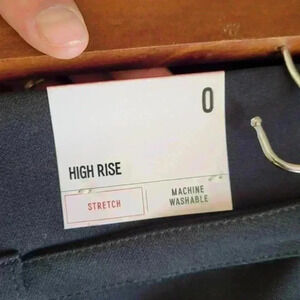 0
HIGH RISE
STRETCH
MACHINE
WASHABLE